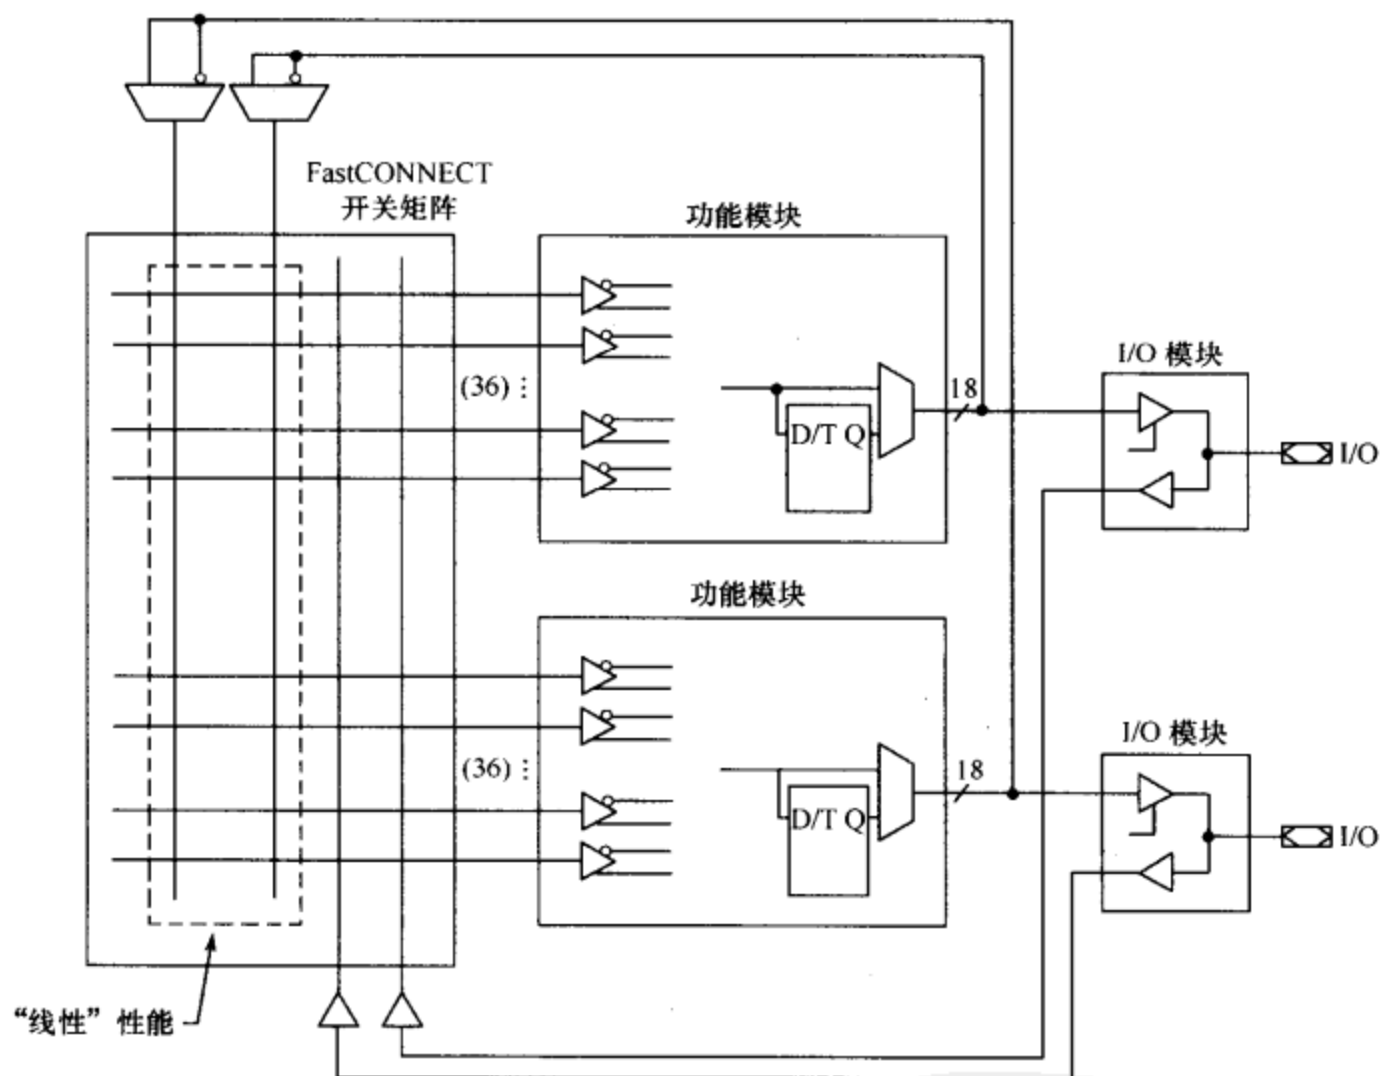 FastCONNECT
开关矩阵
功能模块
(36)
D/T Q
18
I/O 模块
I/O
功能模块
(36)
D/T Q
18
I/O 模块
I/O
“线性”性能